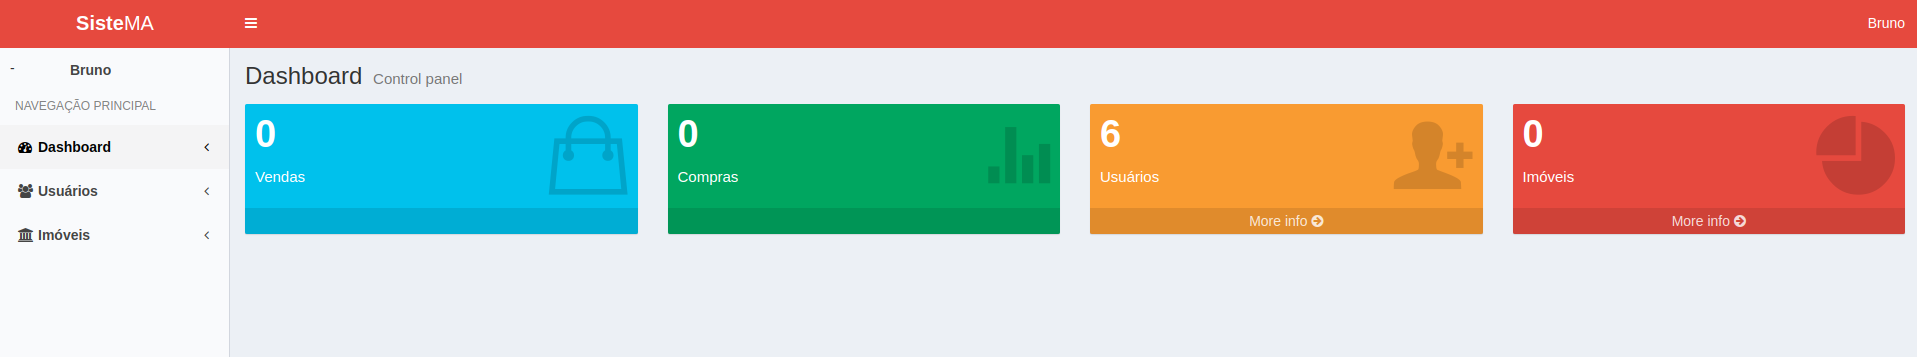 SisteMA
Bruno
- Bruno
NAVEGAÇÃO PRINCIPAL
Dashboard
Usuários
Imóveis
Dashboard Control panel
0
Vendas
0
Compras
6
Usuários
More info
0
Imóveis
More info